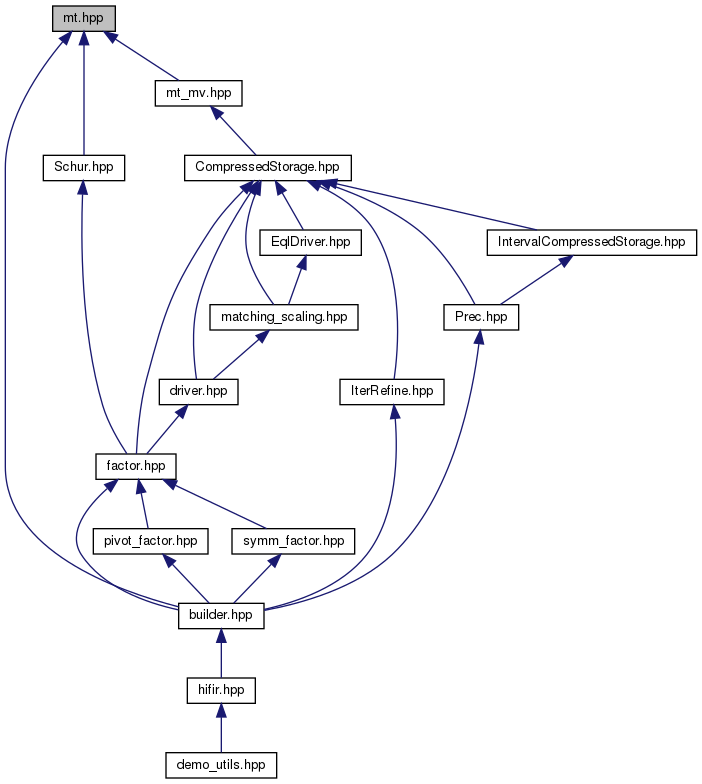 mt.hpp
mt_mv.hpp
Schur.hpp
CompressedStorage.hpp
EqlDriver.hpp
IntervalCompressedStorage.hpp
matching_scaling.hpp
Prec.hpp
driver.hpp
IterRefine.hpp
factor.hpp
pivot_factor.hpp
symm_factor.hpp
builder.hpp
hifir.hpp
demo_utils.hpp